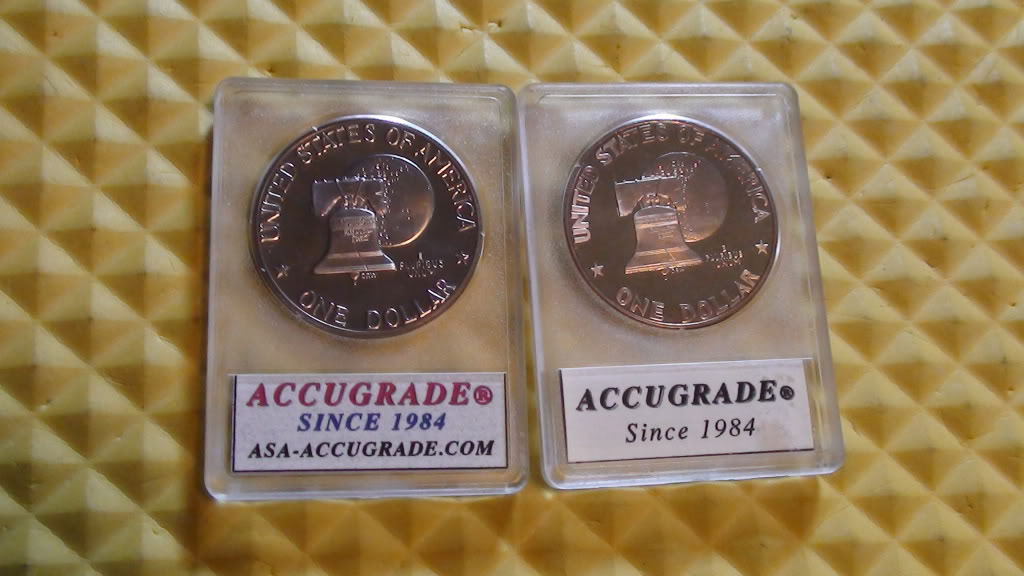 UNITED STATES OF AMERICA
ONE DOLLAR
ACCUGRADE®
SINCE 1984
ASA-ACCUGRADE.COM
UNITED STATES OF AMERICA
ONE DOLLAR
ACCUGRADE®
Since 1984